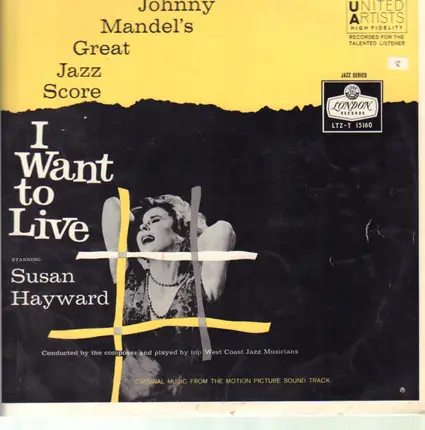 Johnny
Mandel's
Great
Jazz
Score
UNITED
ARTISTS
HIGH FIDELITY
RECORDED FOR THE
TALENTED LISTENER
JAZZ SERIES
LONDON
RECORDS
LTZ-T 15160
I
Want
to
Live
STARRING
Susan
Hayward
Conducted by the composer and played by top West Coast Jazz Musicians
ORIGINAL MUSIC FROM THE MOTION PICTURE SOUND TRACK